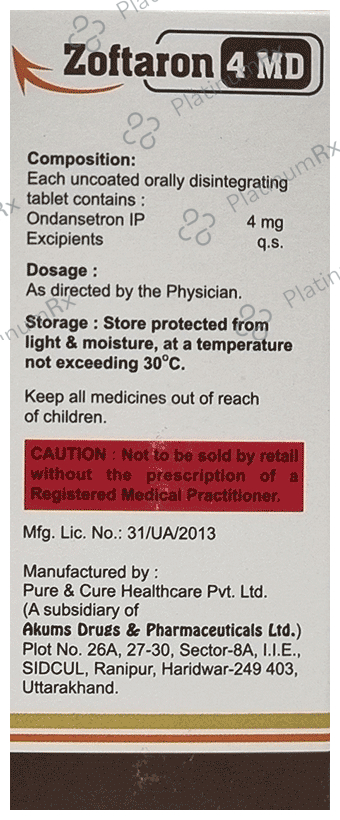 Zoftaron 4 MD
Composition:
Each uncoated orally disintegrating
tablet contains :
Ondansetron IP 4 mg
Excipients q.s.
Dosage :
As directed by the Physician.
Storage : Store protected from
light & moisture, at a temperature
not exceeding 30°C.
Keep all medicines out of reach
of children.
CAUTION : Not to be sold by retail
without the prescription of a
Registered Medical Practitioner.
Mfg. Lic. No.: 31/UA/2013
Manufactured by :
Pure & Cure Healthcare Pvt. Ltd.
(A subsidiary of
Akums Drugs & Pharmaceuticals Ltd.)
Plot No. 26A, 27-30, Sector-8A, I.I.E.,
SIDCUL, Ranipur, Haridwar-249 403,
Uttarakhand.
PlatinumRx
PlatinumRx
PlatinumRx